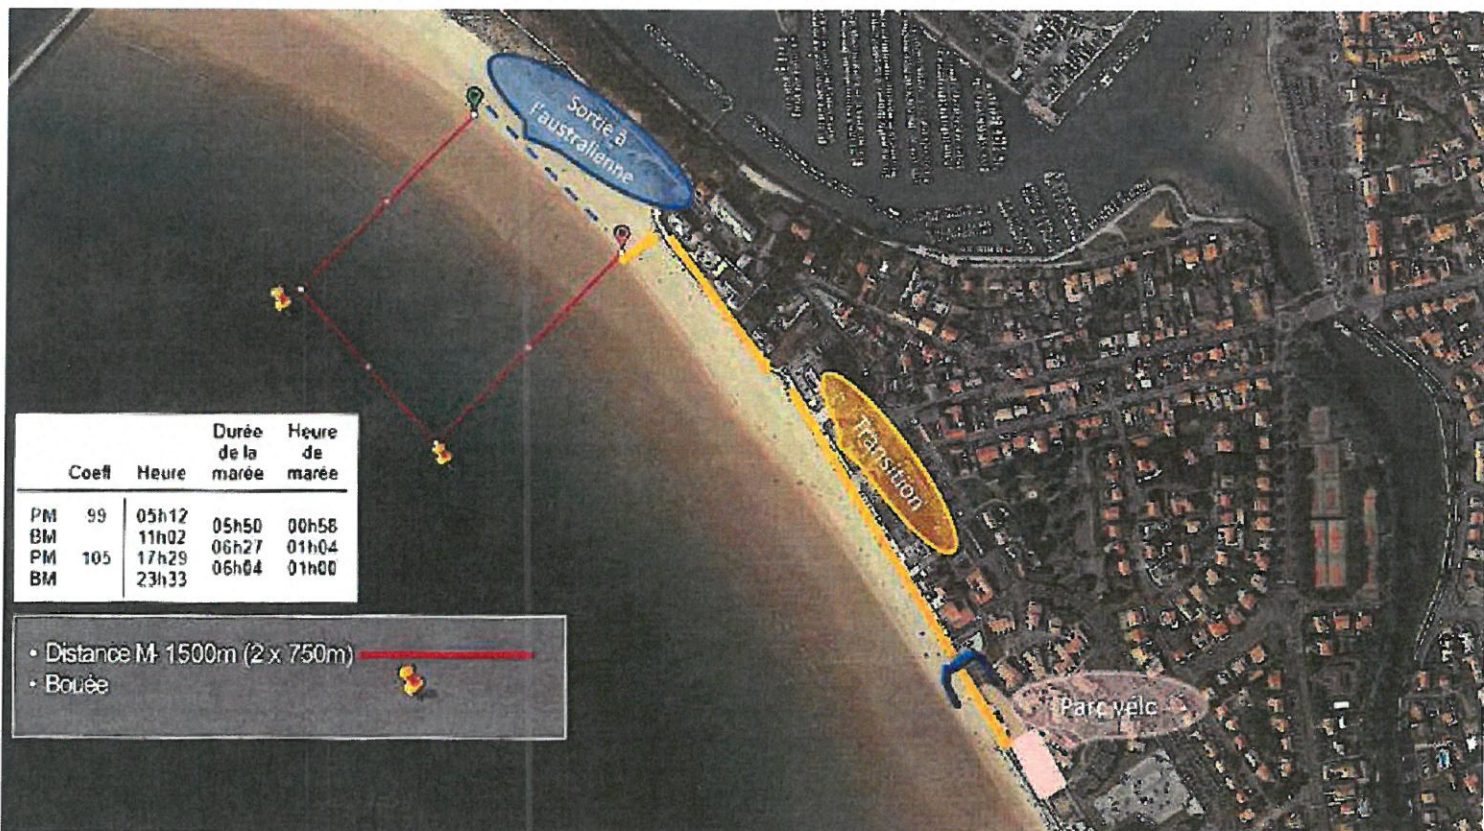 Sortie à
l'australienne
Transition
Durée Heure
de la de
Coeff Heure marée marée
PM 99 05h12
05h50 00h58
BM 11h02
06h27 01h04
PM 105 17h29
06h04 01h00
BM 23h33
• Distance M- 1500m (2 x 750m)
• Bouée
Parc vélo